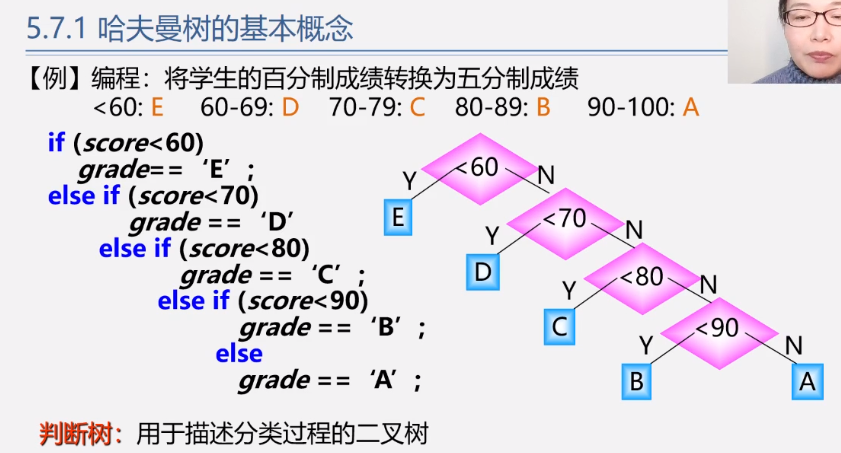 5.7.1 哈夫曼树的基本概念
【例】编程：将学生的百分制成绩转换为五分制成绩
<60: E 60-69: D 70-79: C 80-89: B 90-100: A
if (score<60)
grade== ‘E’ ;
else if (score<70)
grade == ‘D’
else if (score<80)
grade == ‘C’ ;
else if (score<90)
grade == ‘B’ ;
else
grade == ‘A’ ;
<60
Y N
E <70
Y N
D <80
Y N
C <90
Y N
B A
判断树：用于描述分类过程的二叉树